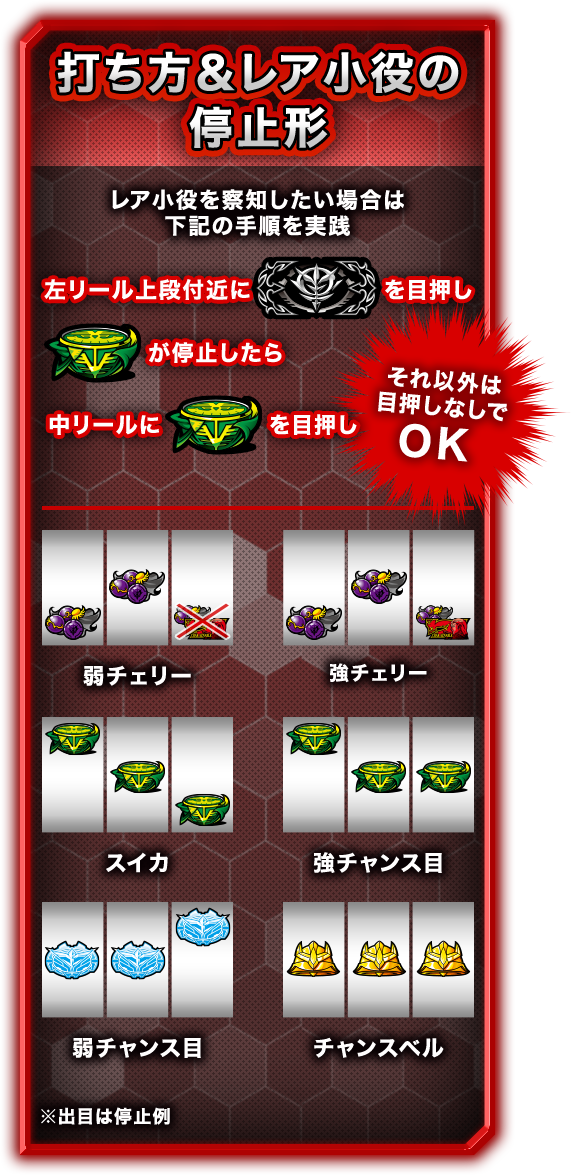 打ち方&レア小役の
停止形
レア小役を察知したい場合は
下記の手順を実践
左リール上段付近に を目押し
が停止したら
中リールに を目押し
それ以外は
目押しなしで
OK
弱チェリー 強チェリー
スイカ 強チャンス目
弱チャンス目 チャンスベル
※出目は停止例